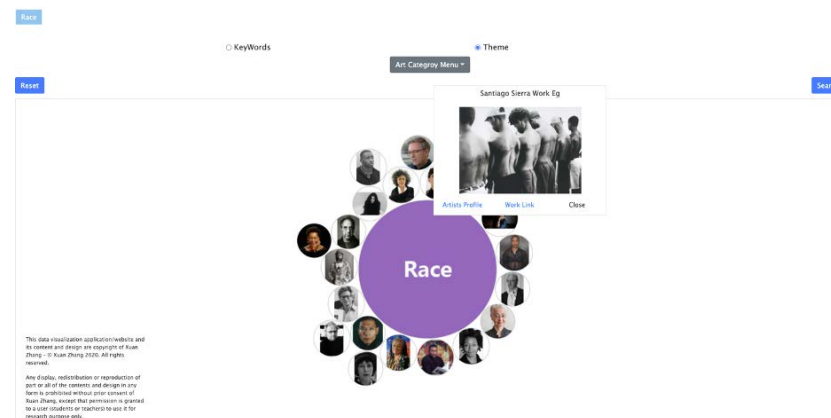 Race
KeyWords
Theme
Art Categroy Menu
Reset
Sear
Santiago Sierra Work Eg
Artists Profile
Work Link
Close
Race
This data visualization application/website and
its content and design are copyright of Xuan
Zhang - © Xuan Zhang 2020. All rights
reserved.
Any display, redistribution or reproduction of
part or all of the contents and design in any
form is prohibited without prior consent of
Xuan Zhang, except that permission is granted
to a user (students or teachers) to use it for
research purpose only.